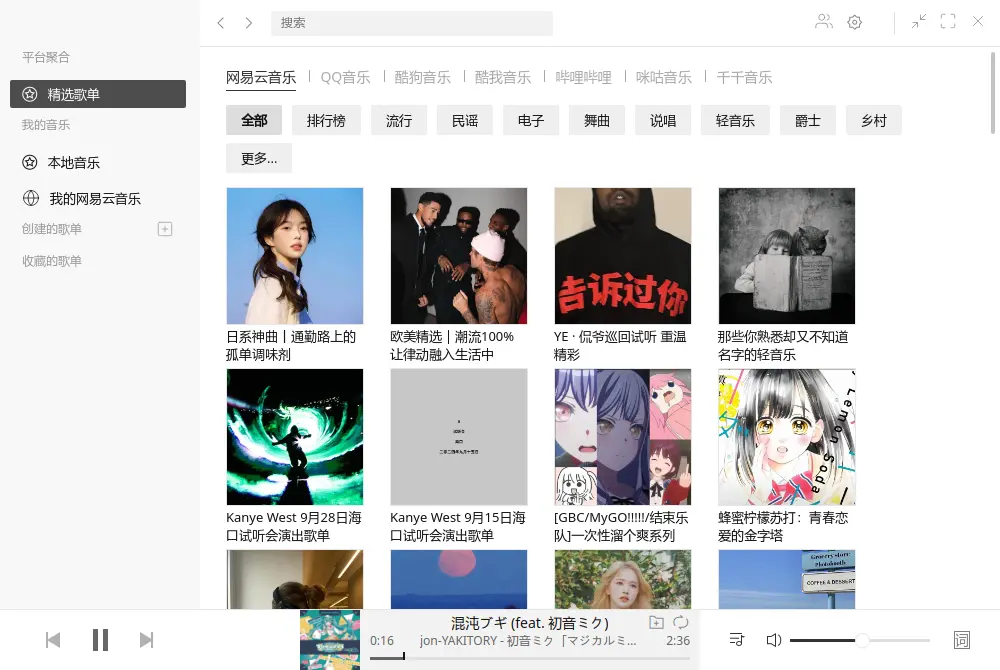 搜索
平台聚合
精选歌单
我的音乐
本地音乐
我的网易云音乐
创建的歌单
收藏的歌单
网易云音乐 QQ音乐 酷狗音乐 酷我音乐 哔哩哔哩 咪咕音乐 千千音乐
全部 排行榜 流行 民谣 电子 舞曲 说唱 轻音乐 爵士 乡村
更多...
告诉过你
日系神曲丨通勤路上的
孤单调味剂
欧美精选丨潮流100%
让律动融入生活中
YE · 侃爷巡回试听 重温
精彩
那些你熟悉却又不知道
名字的轻音乐
Lemon Soda
Kanye West 9月28日海
口试听会演出歌单
Kanye West 9月15日海
口试听会演出歌单
[GBC/MyGO!!!!!/结束乐
队]一次性溜个爽系列
蜂蜜柠檬苏打：青春恋
爱的金字塔
Grocery store
Photobooth
COFFEE & DESSERT
混沌ブギ (feat. 初音ミク)
0:16 jon-YAKITORY - 初音ミク「マジカルミ... 2:36
词